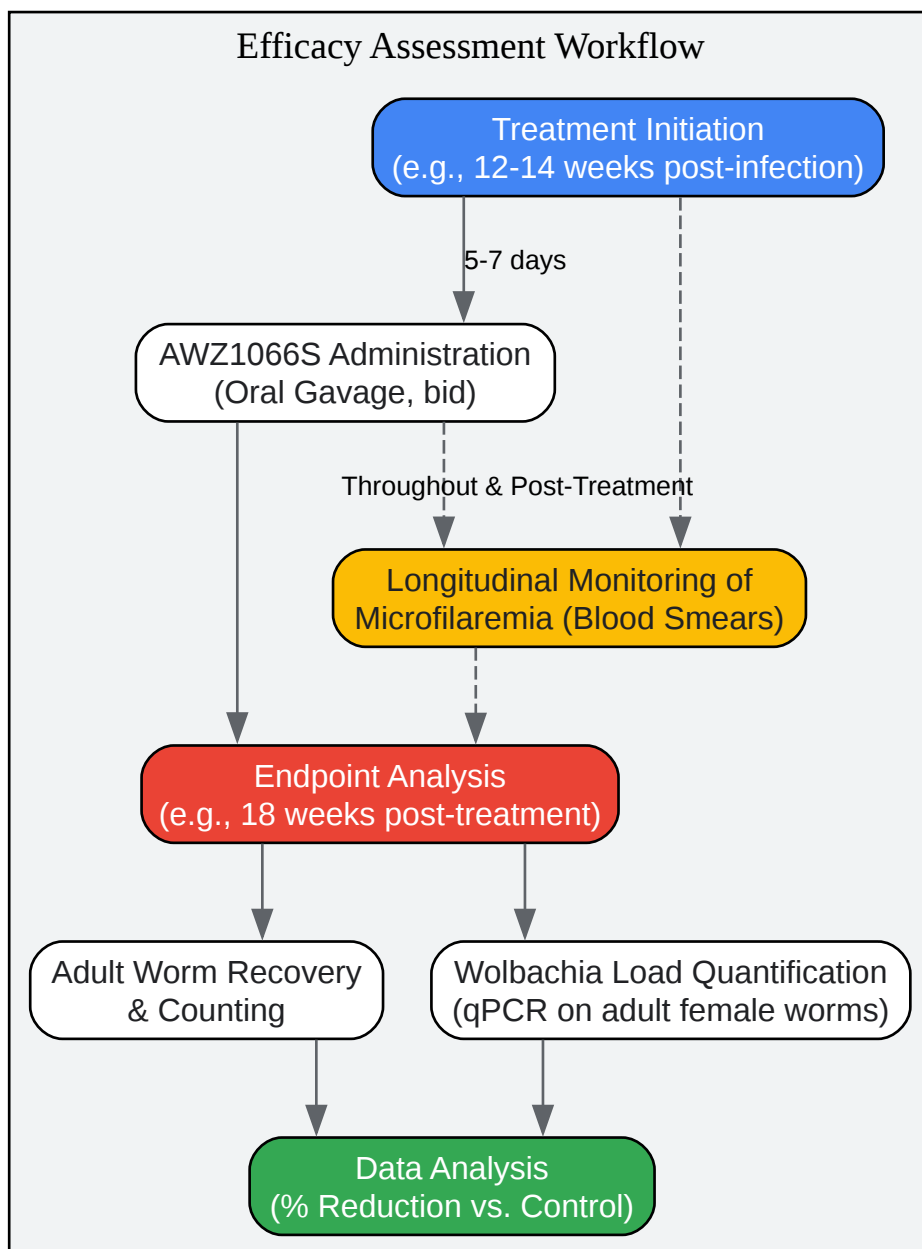 Efficacy Assessment Workflow
Treatment Initiation
(e.g., 12-14 weeks post-infection)
5-7 days
AWZ1066S Administration
(Oral Gavage, bid)
Throughout & Post-Treatment
Longitudinal Monitoring of
Microfilaremia (Blood Smears)
Endpoint Analysis
(e.g., 18 weeks post-treatment)
Adult Worm Recovery
& Counting
Wolbachia Load Quantification
(qPCR on adult female worms)
Data Analysis
(% Reduction vs. Control)